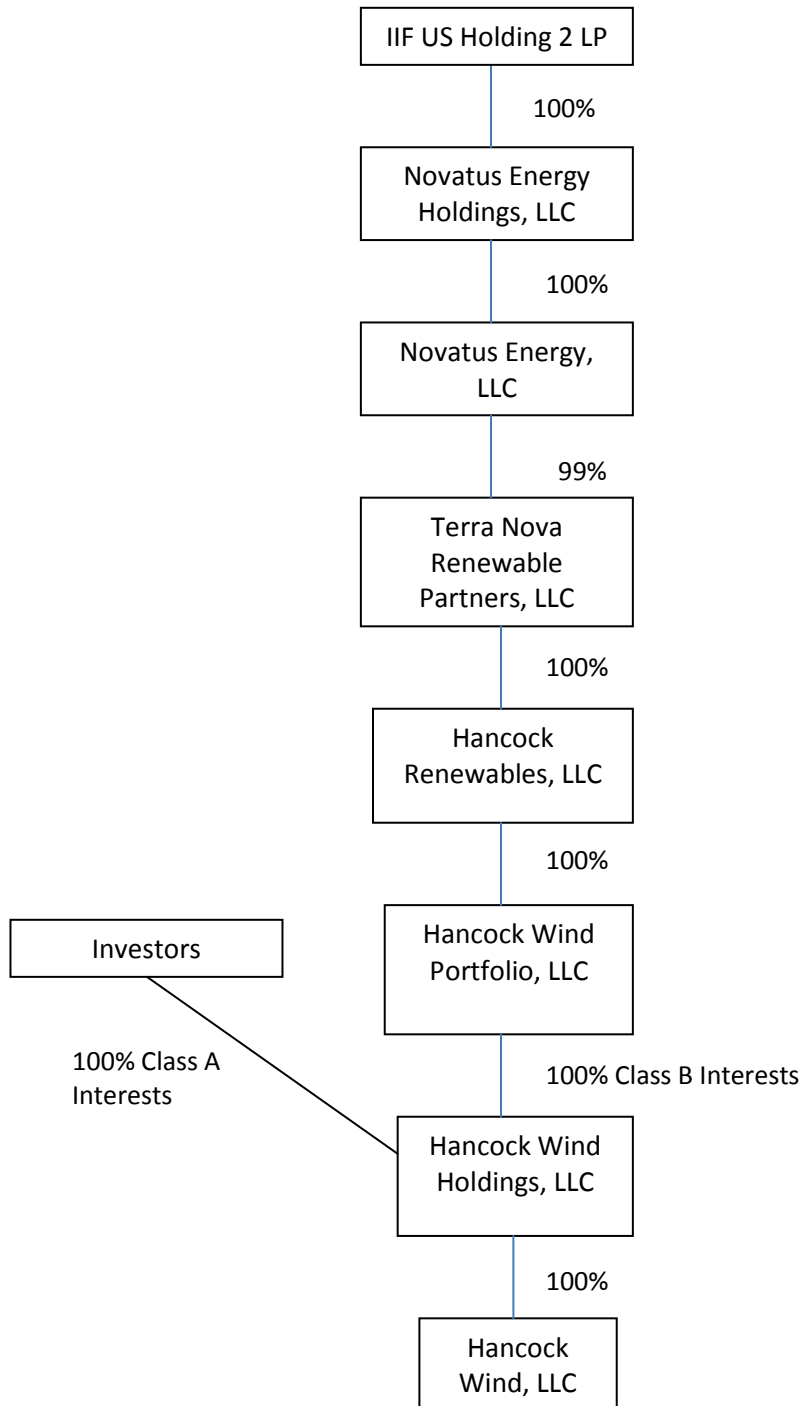 IIF US Holding 2 LP
100%
Novatus Energy
Holdings, LLC
100%
Novatus Energy,
LLC
99%
Terra Nova
Renewable
Partners, LLC
100%
Hancock
Renewables, LLC
100%
Investors
Hancock Wind
Portfolio, LLC
100% Class A
Interests
100% Class B Interests
Hancock Wind
Holdings, LLC
100%
Hancock
Wind, LLC